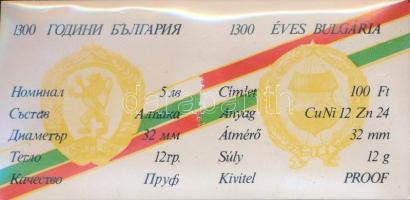 1300 ГОДИНИ БЪЛГАРИЯ
Номинал 5 лв
Състав Алпака
Диаметър 32 мм
Тегло 12гр.
Качество Пруф
1300 ÉVES BULGÁRIA
Címlet 100 Ft
Anyag CuNi 12 Zn 24
Átmérő 32 mm
Súly 12 g
Kivitel PROOF